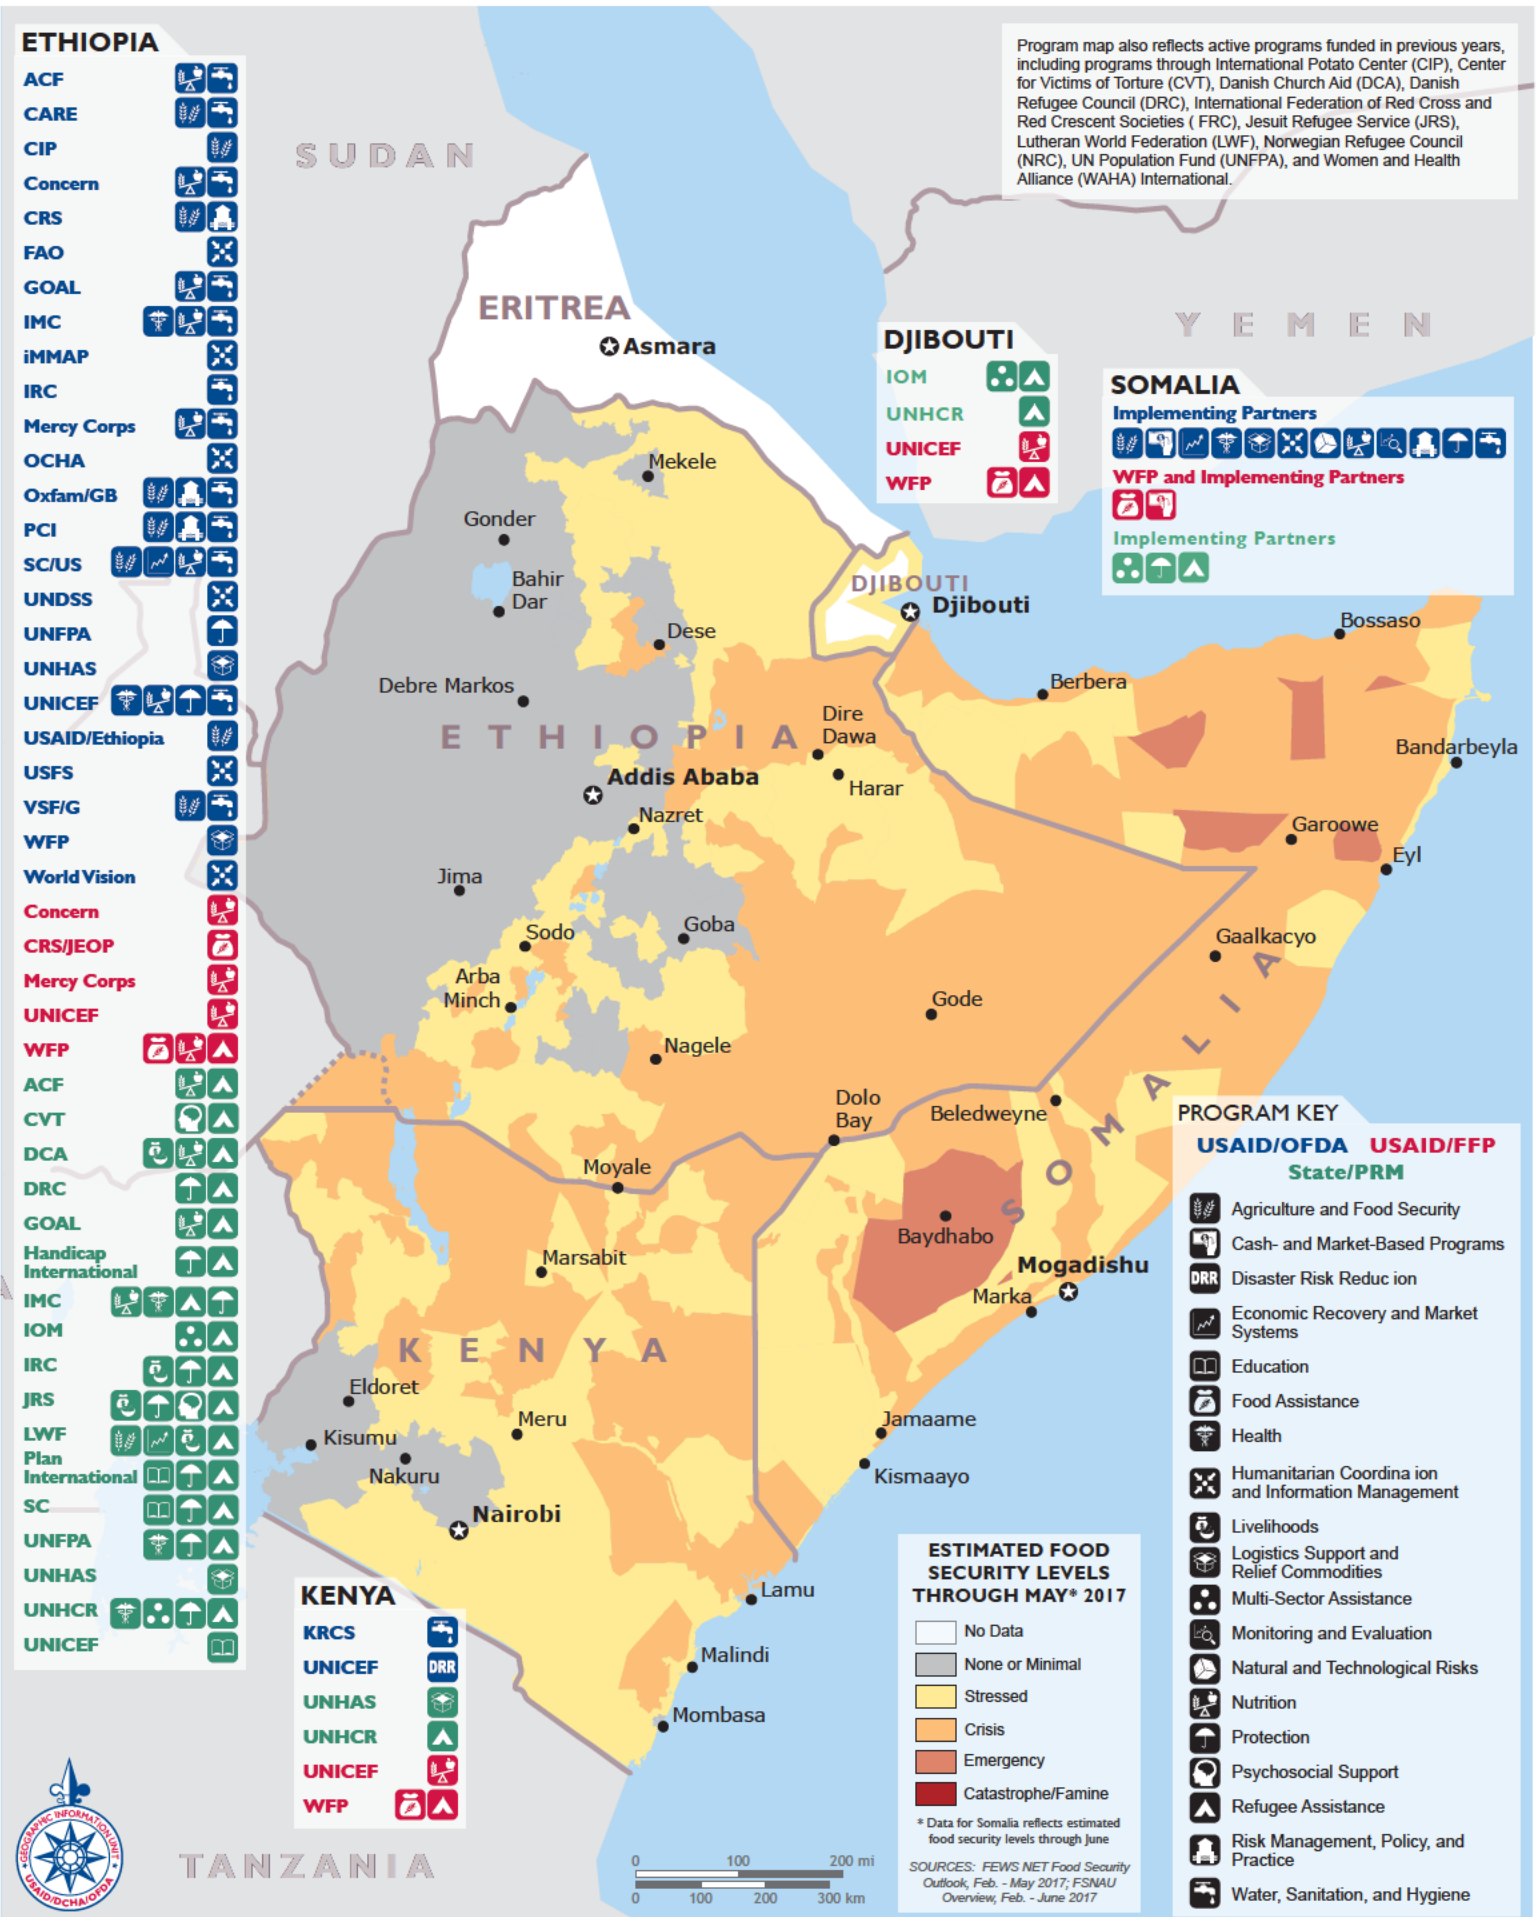 ETHIOPIA
ACF
CARE
CIP
Concern
CRS
FAO
GOAL
IMC
iMMAP
IRC
Mercy Corps
OCHA
Oxfam/GB
PCI
SC/US
UNDSS
UNFPA
UNHAS
UNICEF
USAID/Ethiopia
USFS
VSF/G
WFP
World Vision
Concern
CRS/JEOP
Mercy Corps
UNICEF
WFP
ACF
CVT
DCA
DRC
GOAL
Handicap
International
IMC
IOM
IRC
JRS
LWF
Plan
International
SC
UNFPA
UNHAS
UNHCR
UNICEF
Program map also reflects active programs funded in previous years,
including programs through International Potato Center (CIP), Center
for Victims of Torture (CVT), Danish Church Aid (DCA), Danish
Refugee Council (DRC), International Federation of Red Cross and
Red Crescent Societies ( FRC), Jesuit Refugee Service (JRS),
Lutheran World Federation (LWF), Norwegian Refugee Council
(NRC), UN Population Fund (UNFPA), and Women and Health
Alliance (WAHA) International.
SUDAN
ERITREA
Asmara
YEMEN
DJIBOUTI
IOM
UNHCR
UNICEF
WFP
SOMALIA
Implementing Partners
WFP and Implementing Partners
Implementing Partners
Mekele
Gonder
Bahir
Dar
DJIBOUTI
Djibouti
Dese
Bossaso
Debre Markos
Berbera
ETHIOPIA
Dire
Dawa
Bandarbeyla
Addis Ababa
Harar
Nazret
Garoowe
Eyl
Jima
Goba
Sodo
Gaalkacyo
Arba
Minch
Gode
SOMALIA
Nagele
Dolo
Bay
Beledweyne
Moyale
Baydhabo
Marsabit
Mogadishu
Marka
KENYA
Eldoret
Meru
Jamaame
Kisumu
Nakuru
Kismaayo
Nairobi
Lamu
Malindi
Mombasa
TANZANIA
KENYA
KRCS
UNICEF
DRR
UNHAS
UNHCR
UNICEF
WFP
ESTIMATED FOOD
SECURITY LEVELS
THROUGH MAY* 2017
No Data
None or Minimal
Stressed
Crisis
Emergency
Catastrophe/Famine
* Data for Somalia reflects estimated
food security levels through June
SOURCES: FEWS NET Food Security
Outlook, Feb. - May 2017; FSNAU
Overview, Feb. - June 2017
0 100 200 mi
0 100 200 300 km
PROGRAM KEY
USAID/OFDA USAID/FFP
State/PRM
Agriculture and Food Security
Cash- and Market-Based Programs
DRR Disaster Risk Reduc ion
Economic Recovery and Market
Systems
Education
Food Assistance
Health
Humanitarian Coordina ion
and Information Management
Livelihoods
Logistics Support and
Relief Commodities
Multi-Sector Assistance
Monitoring and Evaluation
Natural and Technological Risks
Nutrition
Protection
Psychosocial Support
Refugee Assistance
Risk Management, Policy, and
Practice
Water, Sanitation, and Hygiene
GEOGRAPHIC INFORMATION UNIT
USAID/DCHA/OFDA